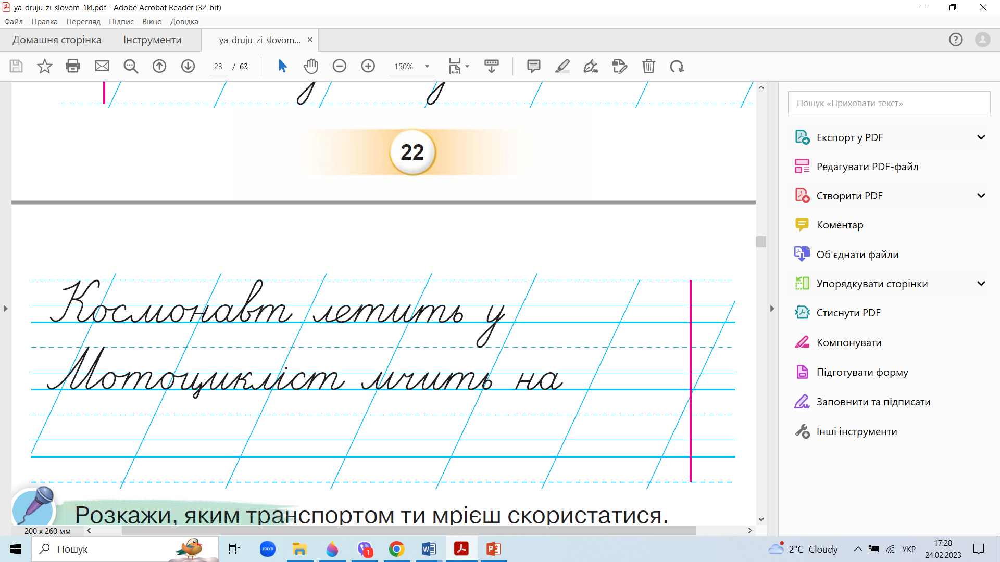 ya_druju_zi_slovom_1kl.pdf - Adobe Acrobat Reader (32-bit)
Файл Правка Перегляд Підпис Вікно Довідка
Домашня сторінка Інструменти ya_druju_zi_slovom... ×
23 / 63 150%
Пошук «Приховати текст»
Експорт у PDF
22
Редагувати PDF-файл
Створити PDF
Коментар
Об'єднати файли
Упорядкувати сторінки
Космонавт летить у
Стиснути PDF
Компонувати
Мотоцикліст мчить на
Підготувати форму
Заповнити та підписати
Інші інструменти
Розкажи, яким транспортом ти мрієш скористатися.
200 x 260 мм
Пошук zoom 1 2°C Cloudy УКР 17:28
24.02.2023